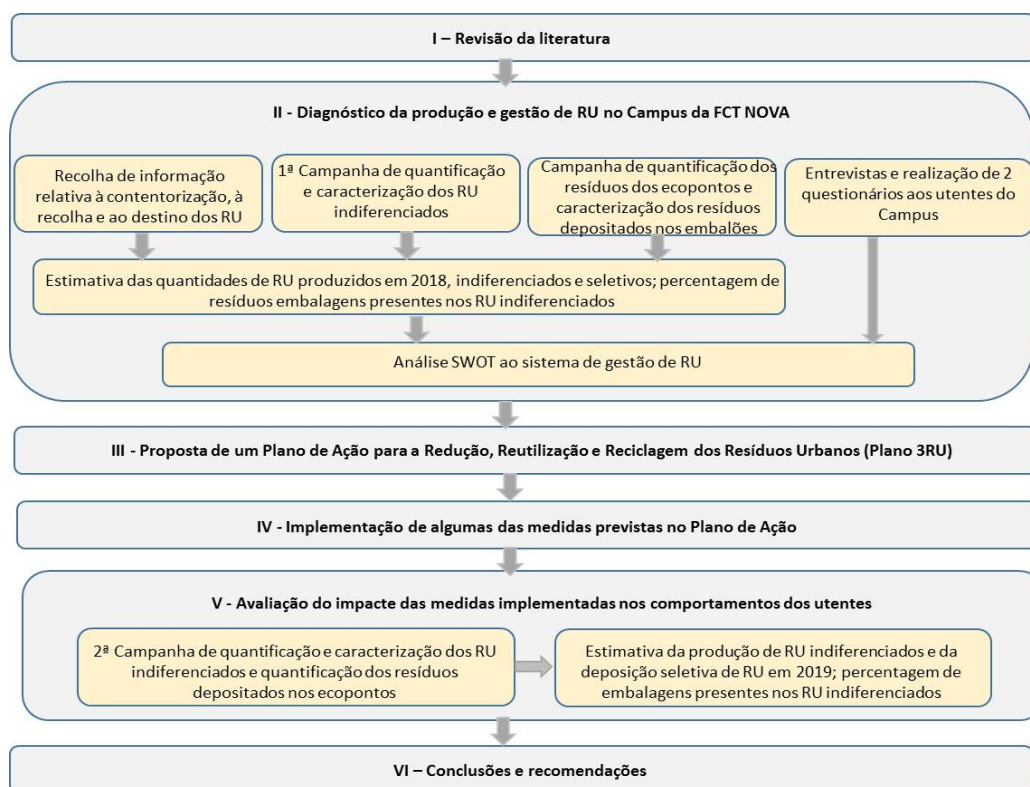 I – Revisão da literatura
II - Diagnóstico da produção e gestão de RU no Campus da FCT NOVA
Recolha de informação
relativa à contentorização, à
recolha e ao destino dos RU
1ª Campanha de quantificação
e caracterização dos RU
indiferenciados
Campanha de quantificação dos
resíduos dos ecopontos e
caracterização dos resíduos
depositados nos embalões
Entrevistas e realização de 2
questionários aos utentes do
Campus
Estimativa das quantidades de RU produzidos em 2018, indiferenciados e seletivos; percentagem de
resíduos embalagens presentes nos RU indiferenciados
Análise SWOT ao sistema de gestão de RU
III - Proposta de um Plano de Ação para a Redução, Reutilização e Reciclagem dos Resíduos Urbanos (Plano 3RU)
IV - Implementação de algumas das medidas previstas no Plano de Ação
V - Avaliação do impacte das medidas implementadas nos comportamentos dos utentes
2ª Campanha de quantificação e caracterização dos RU
indiferenciados e quantificação dos resíduos
depositados nos ecopontos
Estimativa da produção de RU indiferenciados e da
deposição seletiva de RU em 2019; percentagem de
embalagens presentes nos RU indiferenciados
VI – Conclusões e recomendações